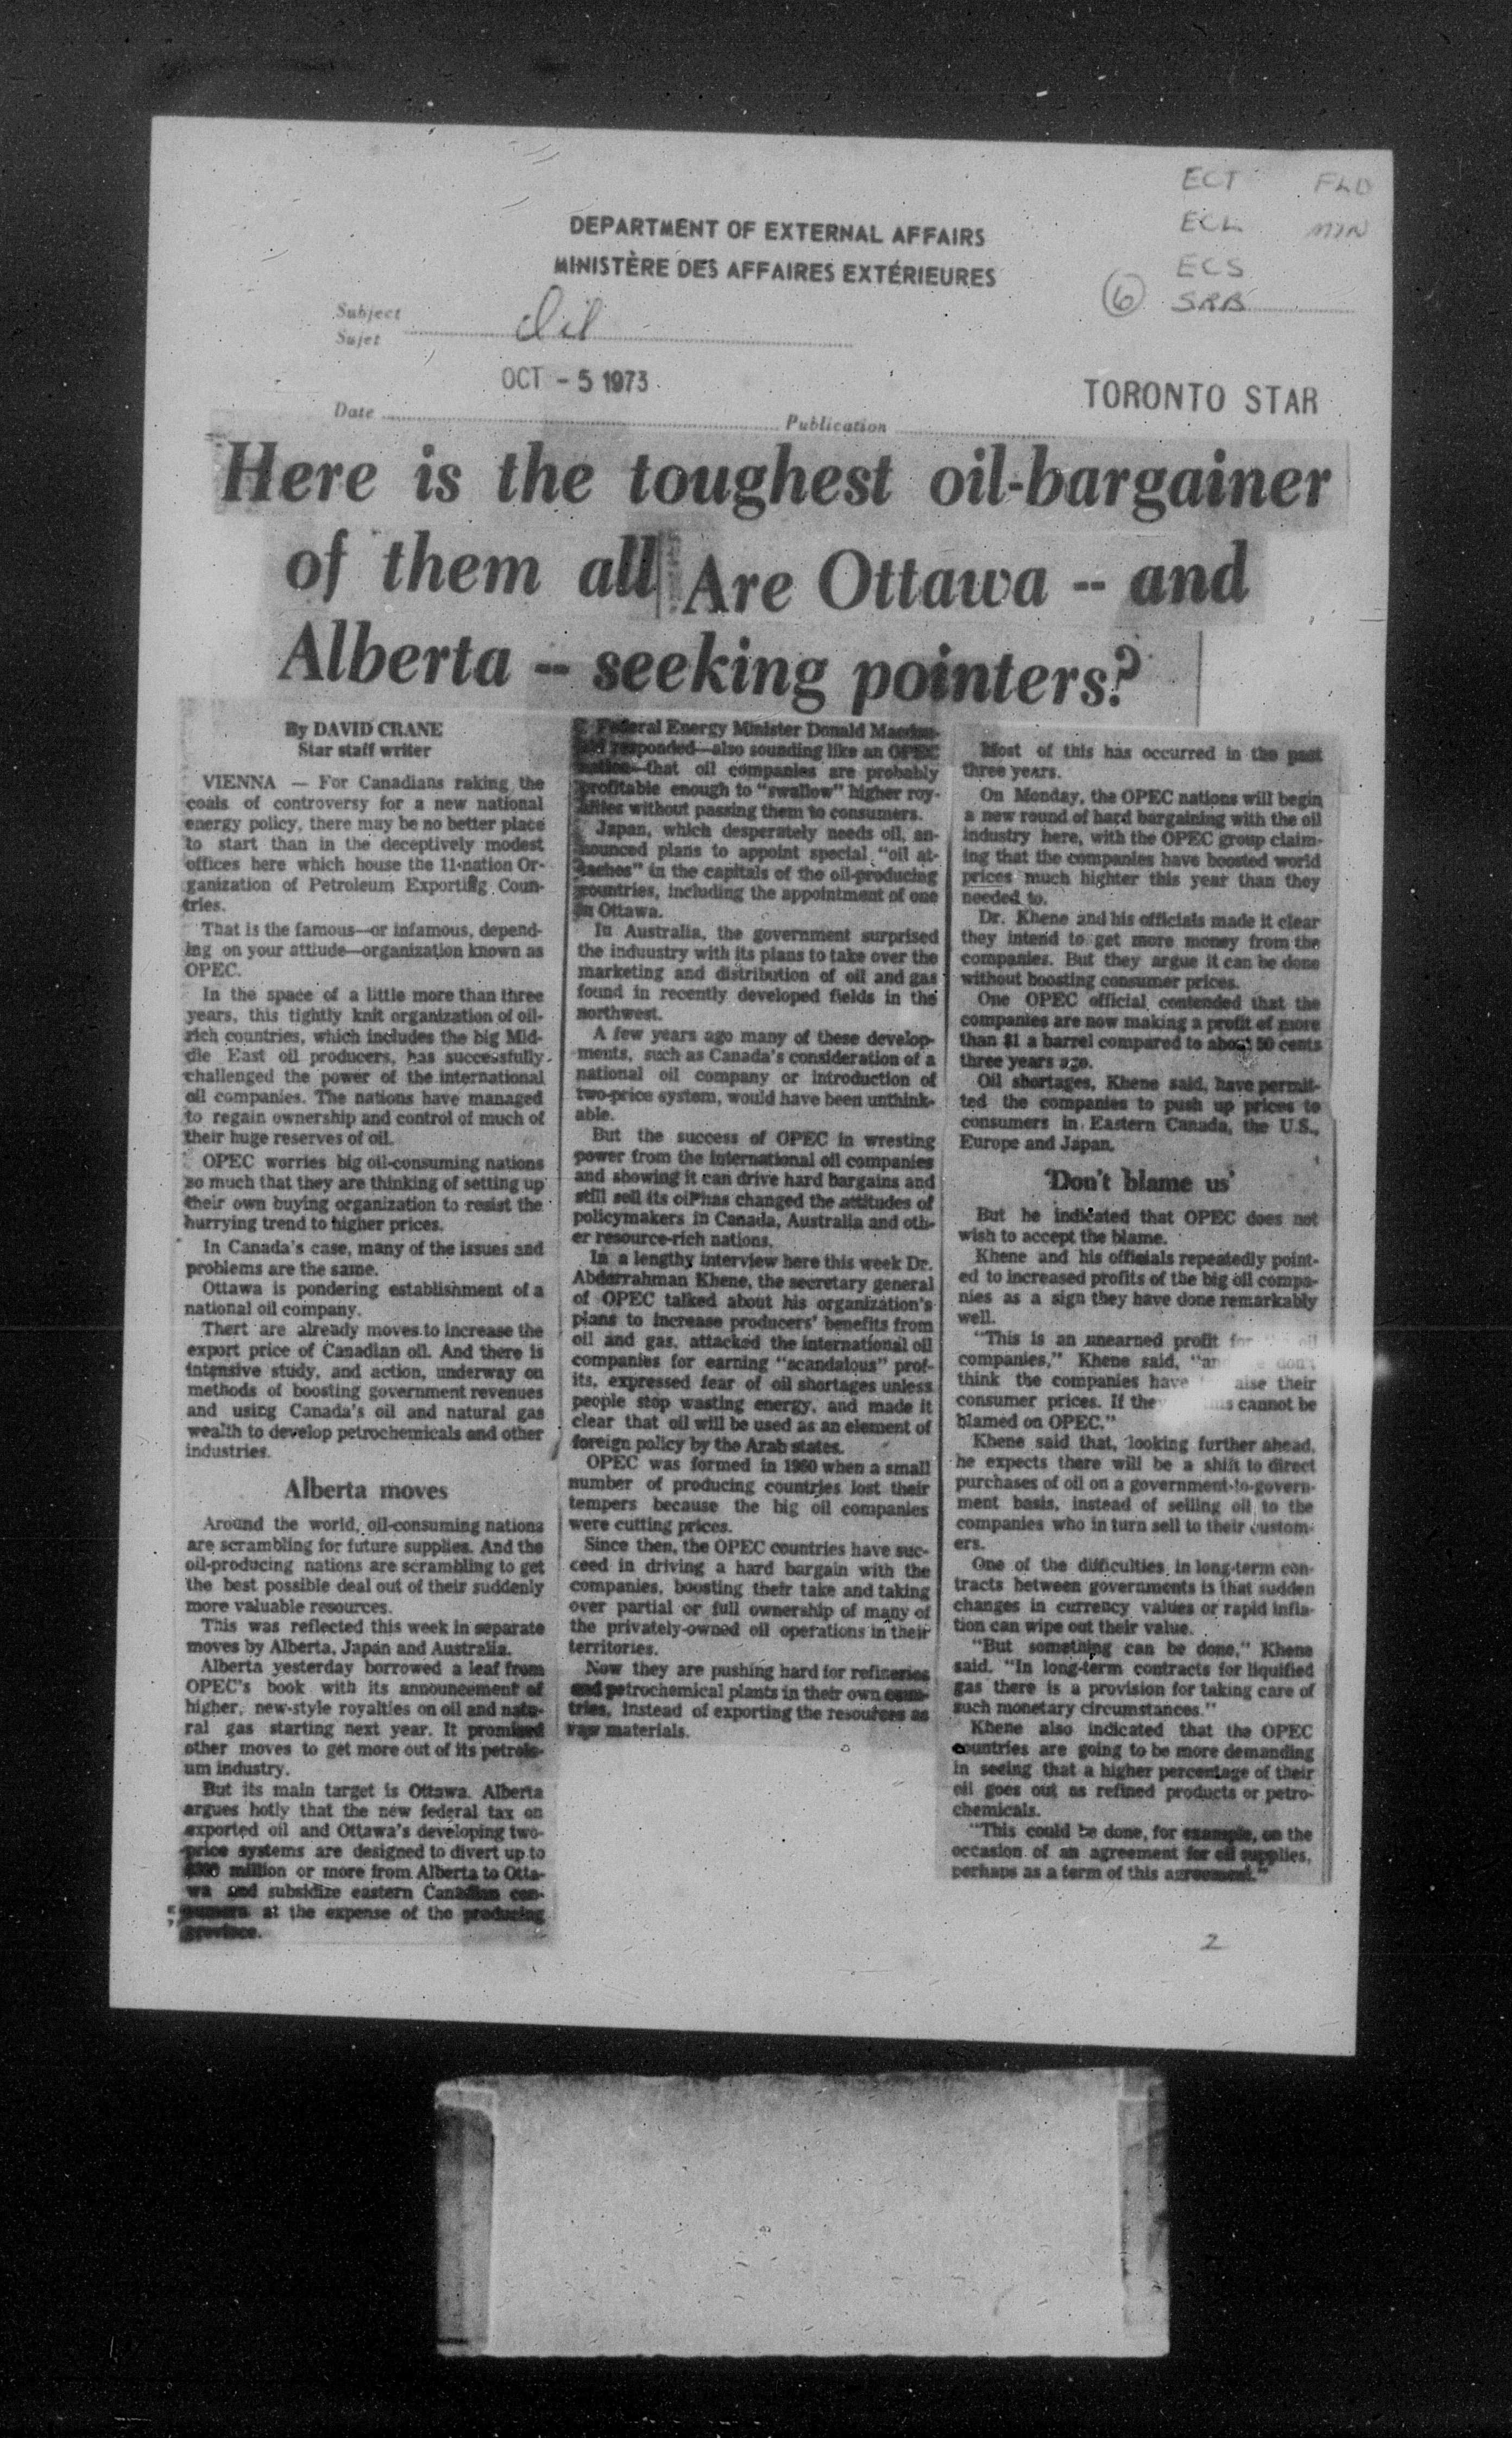 ECT FLD
ECL MIN
ECS
6 SRB
DEPARTMENT OF EXTERNAL AFFAIRS
MINISTÈRE DES AFFAIRES EXTÉRIEURES
Subject
Sujet
Oil
OCT - 5 1973
TORONTO STAR
Date
Publication
Here is the toughest oil-bargainer
of them all Are Ottawa -- and
Alberta -- seeking pointers?
By DAVID CRANE
Star staff writer
VIENNA — For Canadians raking the
coals of controversy for a new national
energy policy, there may be no better place
to start than in the deceptively modest
offices here which house the 11-nation Or-
ganization of Petroleum Exporting Coun-
tries.
That is the famous—or infamous, depend-
ing on your attiude—organization known as
OPEC.
In the space of a little more than three
years, this tightly knit organization of oil-
rich countries, which includes the big Mid-
dle East oil producers, has successfully
challenged the power of the international
oil companies. The nations have managed
to regain ownership and control of much of
their huge reserves of oil.
OPEC worries big oil-consuming nations
so much that they are thinking of setting up
their own buying organization to resist the
hurrying trend to higher prices.
In Canada's case, many of the issues and
problems are the same.
Ottawa is pondering establishment of a
national oil company.
Thert are already moves to increase the
export price of Canadian oil. And there is
intensive study, and action, underway on
methods of boosting government revenues
and using Canada's oil and natural gas
wealth to develop petrochemicals and other
industries.
Alberta moves
Around the world, oil-consuming nations
are scrambling for future supplies. And the
oil-producing nations are scrambling to get
the best possible deal out of their suddenly
more valuable resources.
This was reflected this week in separate
moves by Alberta, Japan and Australia.
Alberta yesterday borrowed a leaf from
OPEC's book with its announcement of
higher, new-style royalties on oil and natu-
ral gas starting next year. It promised
other moves to get more out of its petrole-
um industry.
But its main target is Ottawa. Alberta
argues hotly that the new federal tax on
exported oil and Ottawa's developing two-
price systems are designed to divert up to
million or more from Alberta to Otta-
wa and subsidize eastern Canadian con-
sumers at the expense of the producing
province.
Federal Energy Minister Donald Macdon-
ald responded—also sounding like an OPEC
nation—that oil companies are probably
profitable enough to "swallow" higher roy-
alties without passing them to consumers.
Japan, which desperately needs oil, an-
nounced plans to appoint special "oil at-
taches" in the capitals of the oil-producing
countries, including the appointment of one
in Ottawa.
In Australia, the government surprised
the induustry with its plans to take over the
marketing and distribution of oil and gas
found in recently developed fields in the
northwest.
A few years ago many of these develop-
ments, such as Canada's consideration of a
national oil company or introduction of
two-price system, would have been unthink-
able.
But the success of OPEC in wresting
power from the international oil companies
and showing it can drive hard bargains and
still sell its oil has changed the attitudes of
policymakers in Canada, Australia and oth-
er resource-rich nations.
In a lengthy interview here this week Dr.
Abderrahman Khene, the secretary general
of OPEC talked about his organization's
plans to increase producers' benefits from
oil and gas, attacked the international oil
companies for earning "scandalous" prof-
its, expressed fear of oil shortages unless
people stop wasting energy, and made it
clear that oil will be used as an element of
foreign policy by the Arab states.
OPEC was formed in 1960 when a small
number of producing countries lost their
tempers because the big oil companies
were cutting prices.
Since then, the OPEC countries have suc-
ceed in driving a hard bargain with the
companies, boosting their take and taking
over partial or full ownership of many of
the privately-owned oil operations in their
territories.
Now they are pushing hard for refineries
and petrochemical plants in their own coun-
tries, instead of exporting the resources as
raw materials.
Most of this has occurred in the past
three years.
On Monday, the OPEC nations will begin
a new round of hard bargaining with the oil
industry here, with the OPEC group claim-
ing that the companies have boosted world
prices much highter this year than they
needed to.
Dr. Khene and his officials made it clear
they intend to get more money from the
companies. But they argue it can be done
without boosting consumer prices.
One OPEC official contended that the
companies are now making a profit of more
than $1 a barrel compared to about 50 cents
three years ago.
Oil shortages, Khene said, have permit-
ted the companies to push up prices to
consumers in Eastern Canada, the U.S.,
Europe and Japan.
'Don't blame us'
But he indicated that OPEC does not
wish to accept the blame.
Khene and his officials repeatedly point-
ed to increased profits of the big oil compa-
nies as a sign they have done remarkably
well.
"This is an unearned profit for oil
companies," Khene said, "and don't
think the companies have their
consumer prices. If they cannot be
blamed on OPEC."
Khene said that, looking further ahead,
he expects there will be a shift to direct
purchases of oil on a government-to-govern-
ment basis, instead of selling oil to the
companies who in turn sell to their custom-
ers.
One of the difficulties in long-term con-
tracts between governments is that sudden
changes in currency values or rapid infla-
tion can wipe out their value.
"But something can be done," Khene
said. "In long-term contracts for liquified
gas there is a provision for taking care of
such monetary circumstances."
Khene also indicated that the OPEC
countries are going to be more demanding
in seeing that a higher percentage of their
oil goes out as refined products or petro-
chemicals.
"This could be done, for example, on the
occasion of an agreement for oil supplies,
perhaps as a term of this agreement."
2